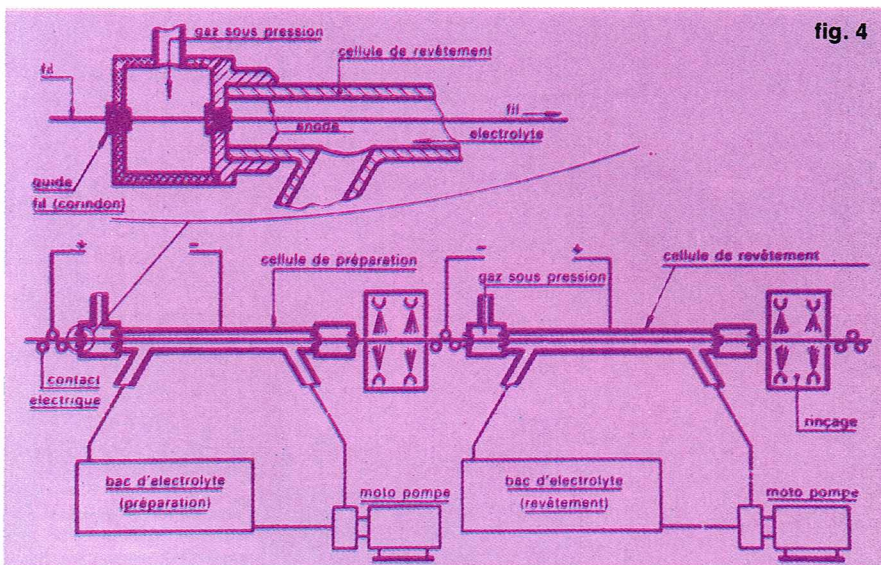 fig. 4
gaz sous pression
cellule de revêtement
fil
fil
anode
electrolyte
guide
fil (corindon)
+
-
cellule de préparation
-
+
cellule de revêtement
gaz sous pression
contact
electrique
rinçage
bac d'electrolyte
(préparation)
moto pompe
bac d'electrolyte
(revêtement)
moto pompe